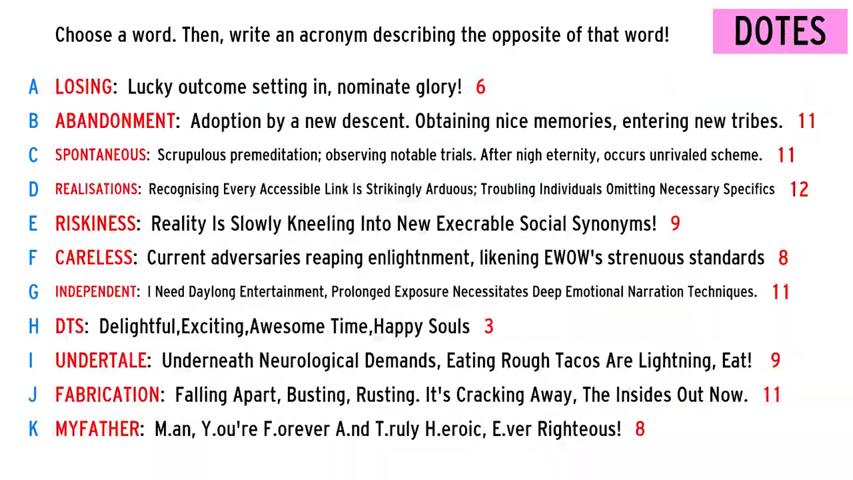 Choose a word. Then, write an acronym describing the opposite of that word!
DOTES
A LOSING: Lucky outcome setting in, nominate glory! 6
B ABANDONMENT: Adoption by a new descent. Obtaining nice memories, entering new tribes. 11
C SPONTANEOUS: Scrupulous premeditation; observing notable trials. After nigh eternity, occurs unrivaled scheme. 11
D REALISATIONS: Recognising Every Accessible Link Is Strikingly Arduous; Troubling Individuals Omitting Necessary Specifics 12
E RISKINESS: Reality Is Slowly Kneeling Into New Execrable Social Synonyms! 9
F CARELESS: Current adversaries reaping enlightnment, likening EWOW's strenuous standards 8
G INDEPENDENT: I Need Daylong Entertainment, Prolonged Exposure Necessitates Deep Emotional Narration Techniques. 11
H DTS: Delightful,Exciting,Awesome Time,Happy Souls 3
I UNDERTALE: Underneath Neurological Demands, Eating Rough Tacos Are Lightning, Eat! 9
J FABRICATION: Falling Apart, Busting, Rusting. It's Cracking Away, The Insides Out Now. 11
K MYFATHER: M.an, Y.ou're F.orever A.nd T.ruly H.eroic, E.ver Righteous! 8